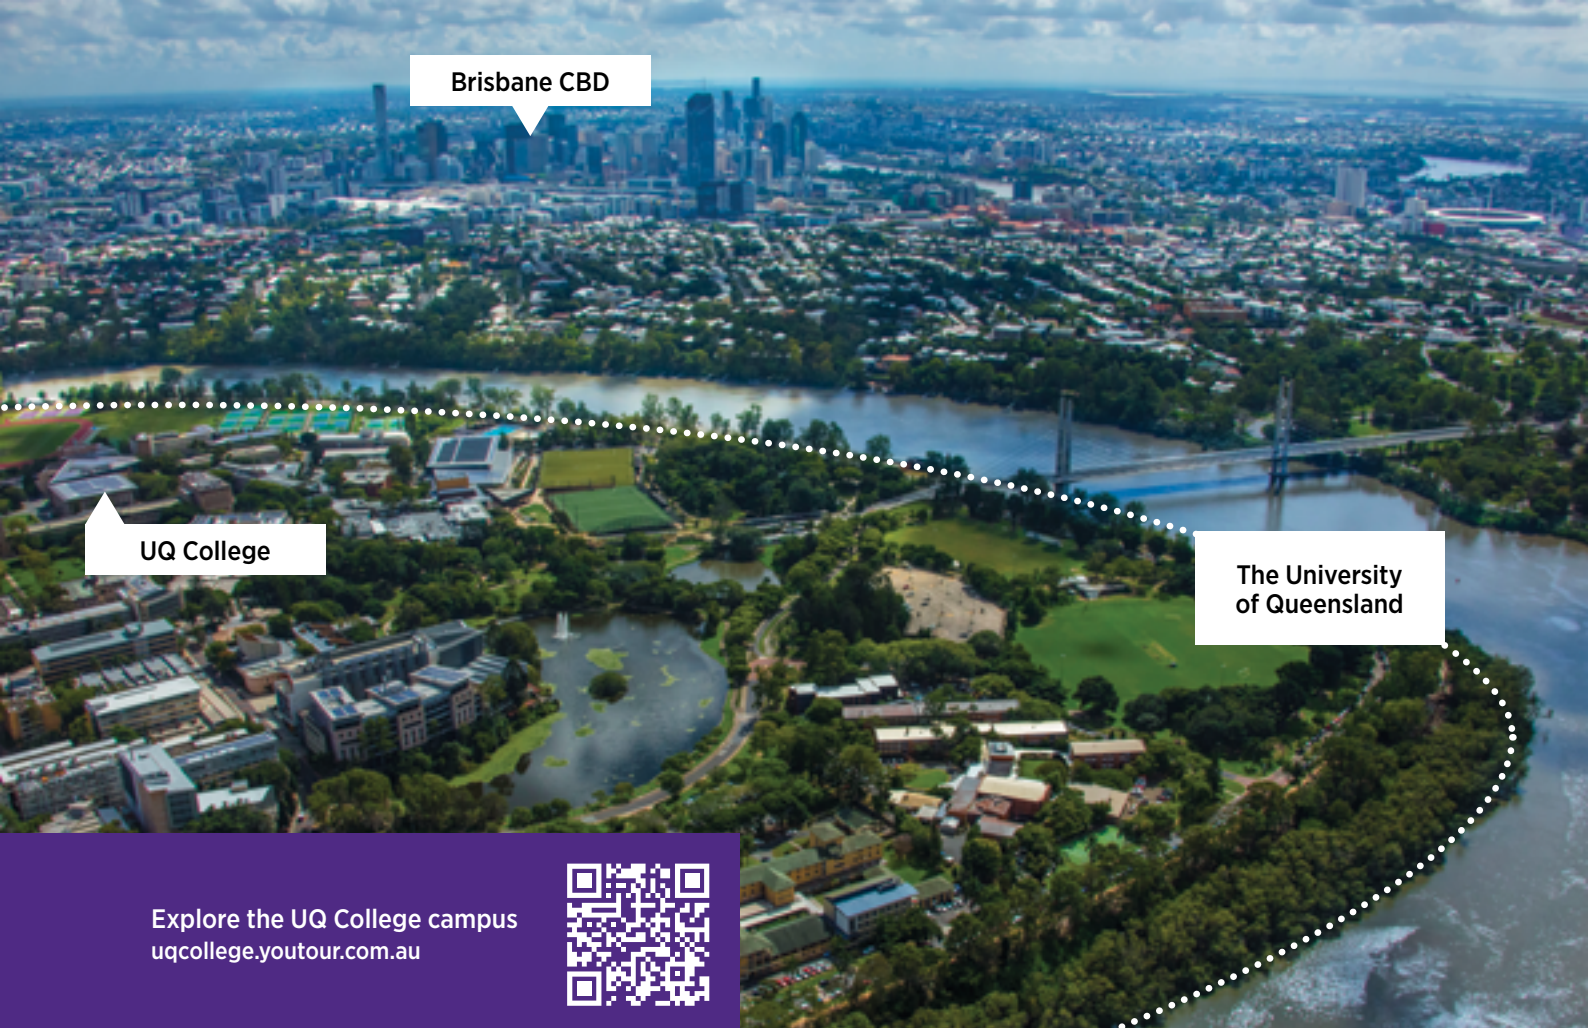 Brisbane CBD
UQ College
The University
of Queensland
Explore the UQ College campus
uqcollege.youtour.com.au